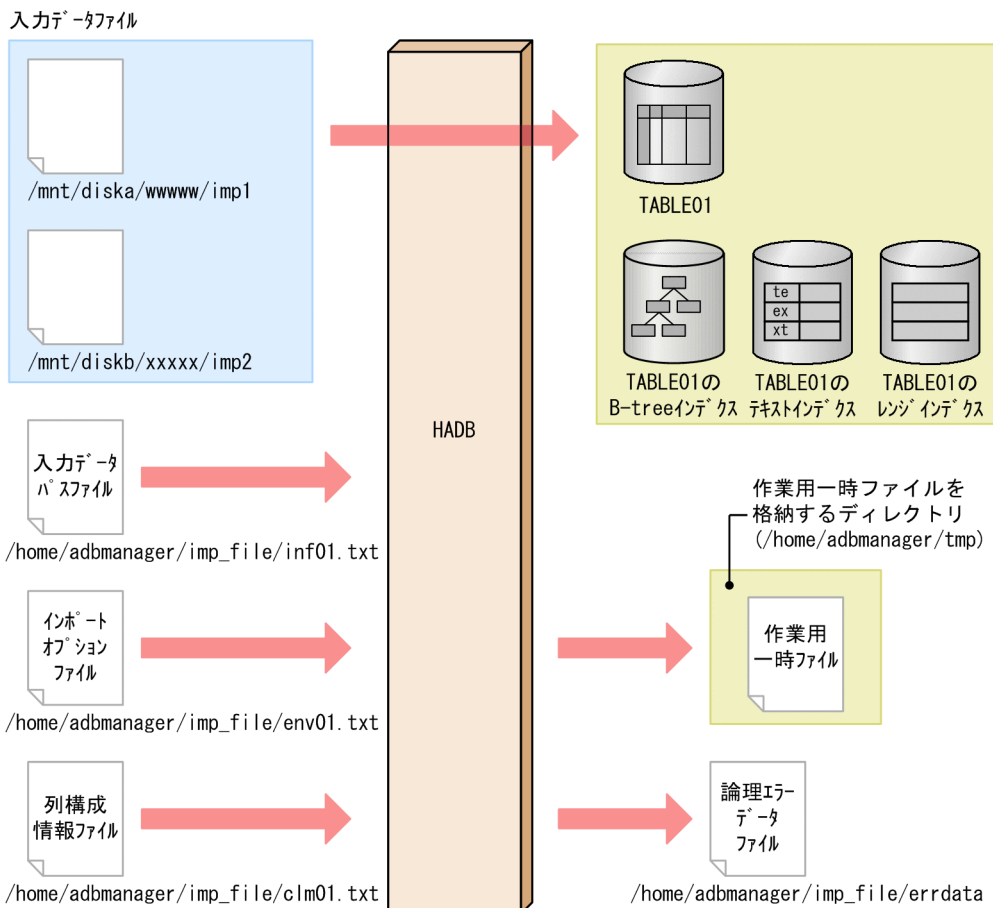 入力ﾃﾞｰﾀﾌｧｲﾙ
/mnt/diska/wwwww/imp1
/mnt/diskb/xxxxx/imp2
入力ﾃﾞｰﾀ
ﾊﾟｽﾌｧｲﾙ
/home/adbmanager/imp_file/inf01.txt
ｲﾝﾎﾟｰﾄ
ｵﾌﾟｼｮﾝ
ﾌｧｲﾙ
/home/adbmanager/imp_file/env01.txt
列構成
情報ﾌｧｲﾙ
/home/adbmanager/imp_file/clm01.txt
HADB
TABLE01
te
ex
xt
TABLE01の
B-treeｲﾝﾃﾞｸｽ
TABLE01の
ﾃｷｽﾄｲﾝﾃﾞｸｽ
TABLE01の
ﾚﾝｼﾞｲﾝﾃﾞｸｽ
作業用一時ファイルを
格納するディレクトリ
(/home/adbmanager/tmp)
作業用
一時ﾌｧｲﾙ
論理ｴﾗｰ
ﾃﾞｰﾀ
ﾌｧｲﾙ
/home/adbmanager/imp_file/errdata